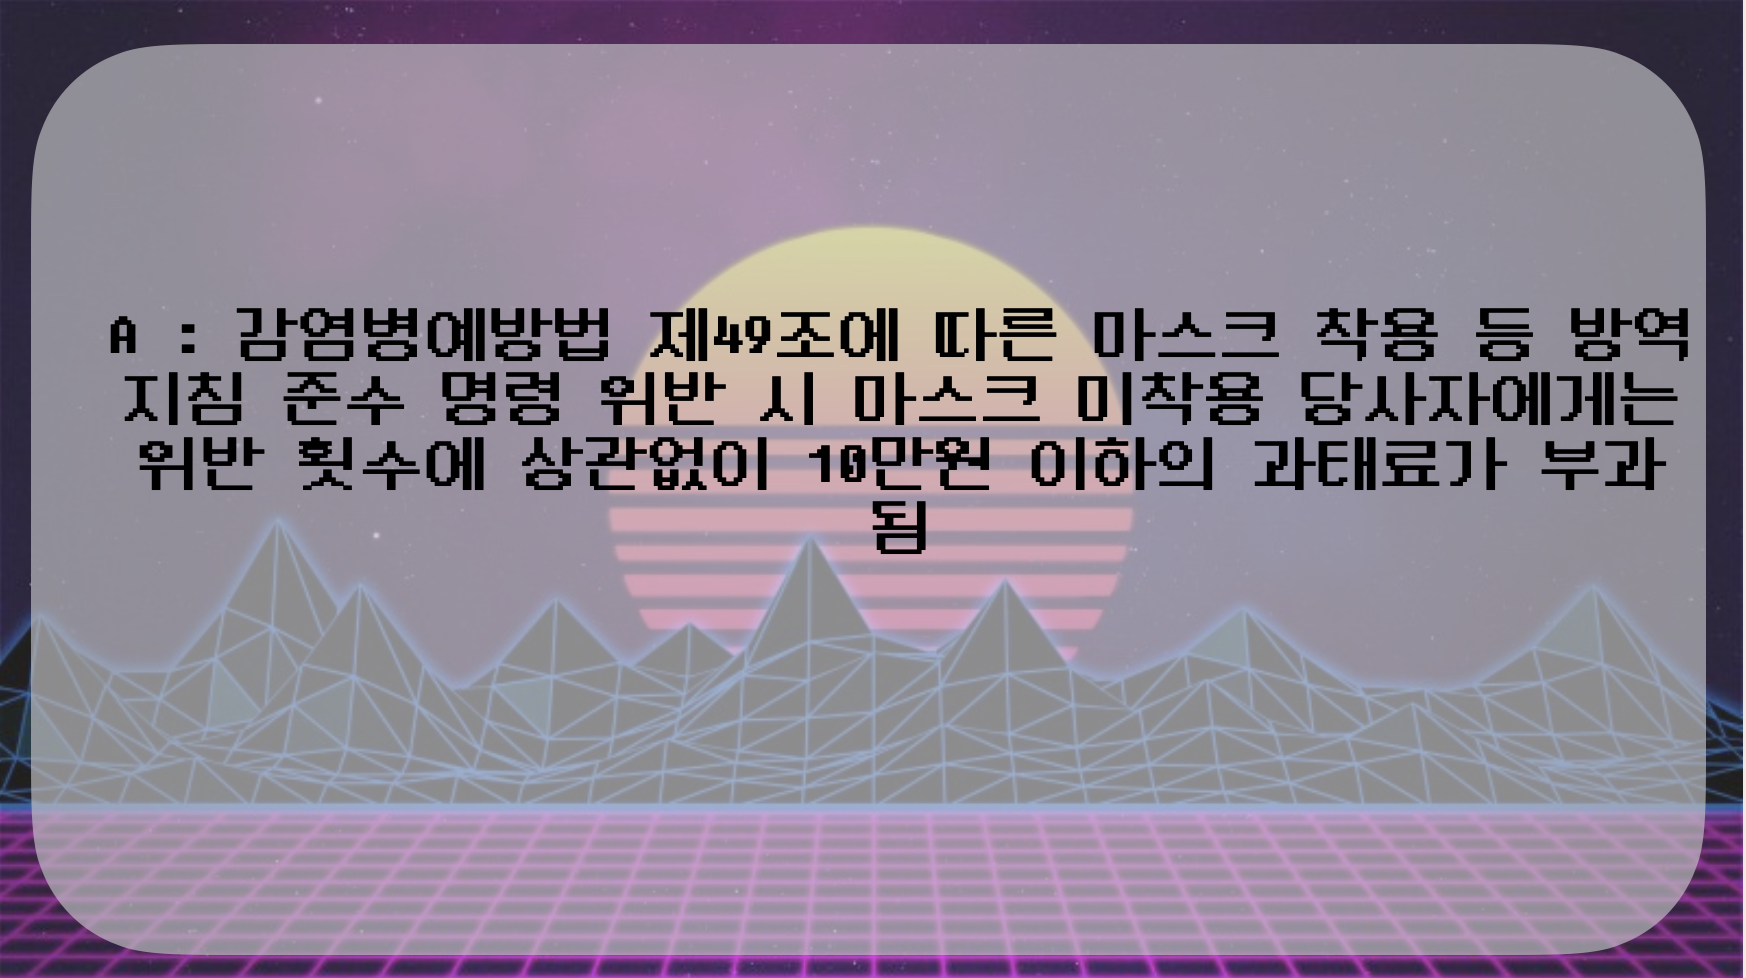 A : 감염병예방법 제49조에 따른 마스크 착용 등 방역
지침 준수 명령 위반 시 마스크 미착용 당사자에게는
위반 횟수에 상관없이 10만원 이하의 과태료가 부과
됨